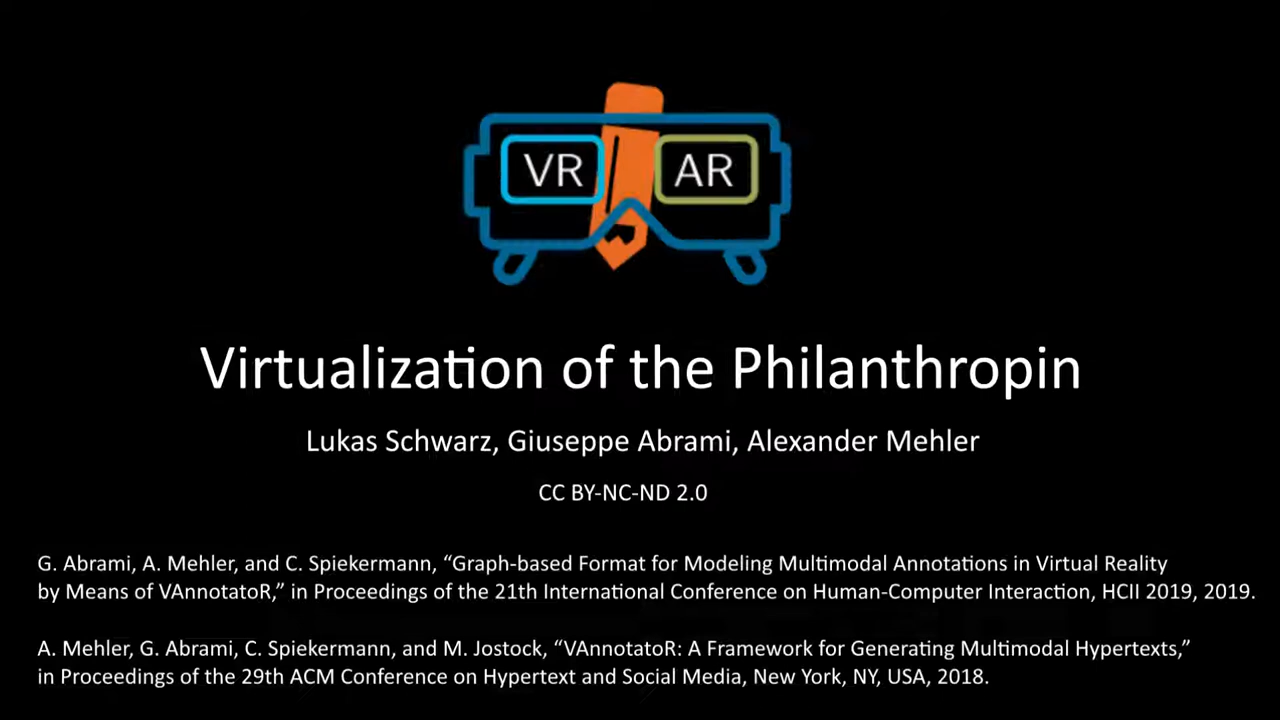 VR AR
Virtualization of the Philanthropin
Lukas Schwarz, Giuseppe Abrami, Alexander Mehler
CC BY-NC-ND 2.0
G. Abrami, A. Mehler, and C. Spiekermann, “Graph-based Format for Modeling Multimodal Annotations in Virtual Reality
by Means of VAnnotatoR,” in Proceedings of the 21th International Conference on Human-Computer Interaction, HCII 2019, 2019.
A. Mehler, G. Abrami, C. Spiekermann, and M. Jostock, “VAnnotatoR: A Framework for Generating Multimodal Hypertexts,”
in Proceedings of the 29th ACM Conference on Hypertext and Social Media, New York, NY, USA, 2018.